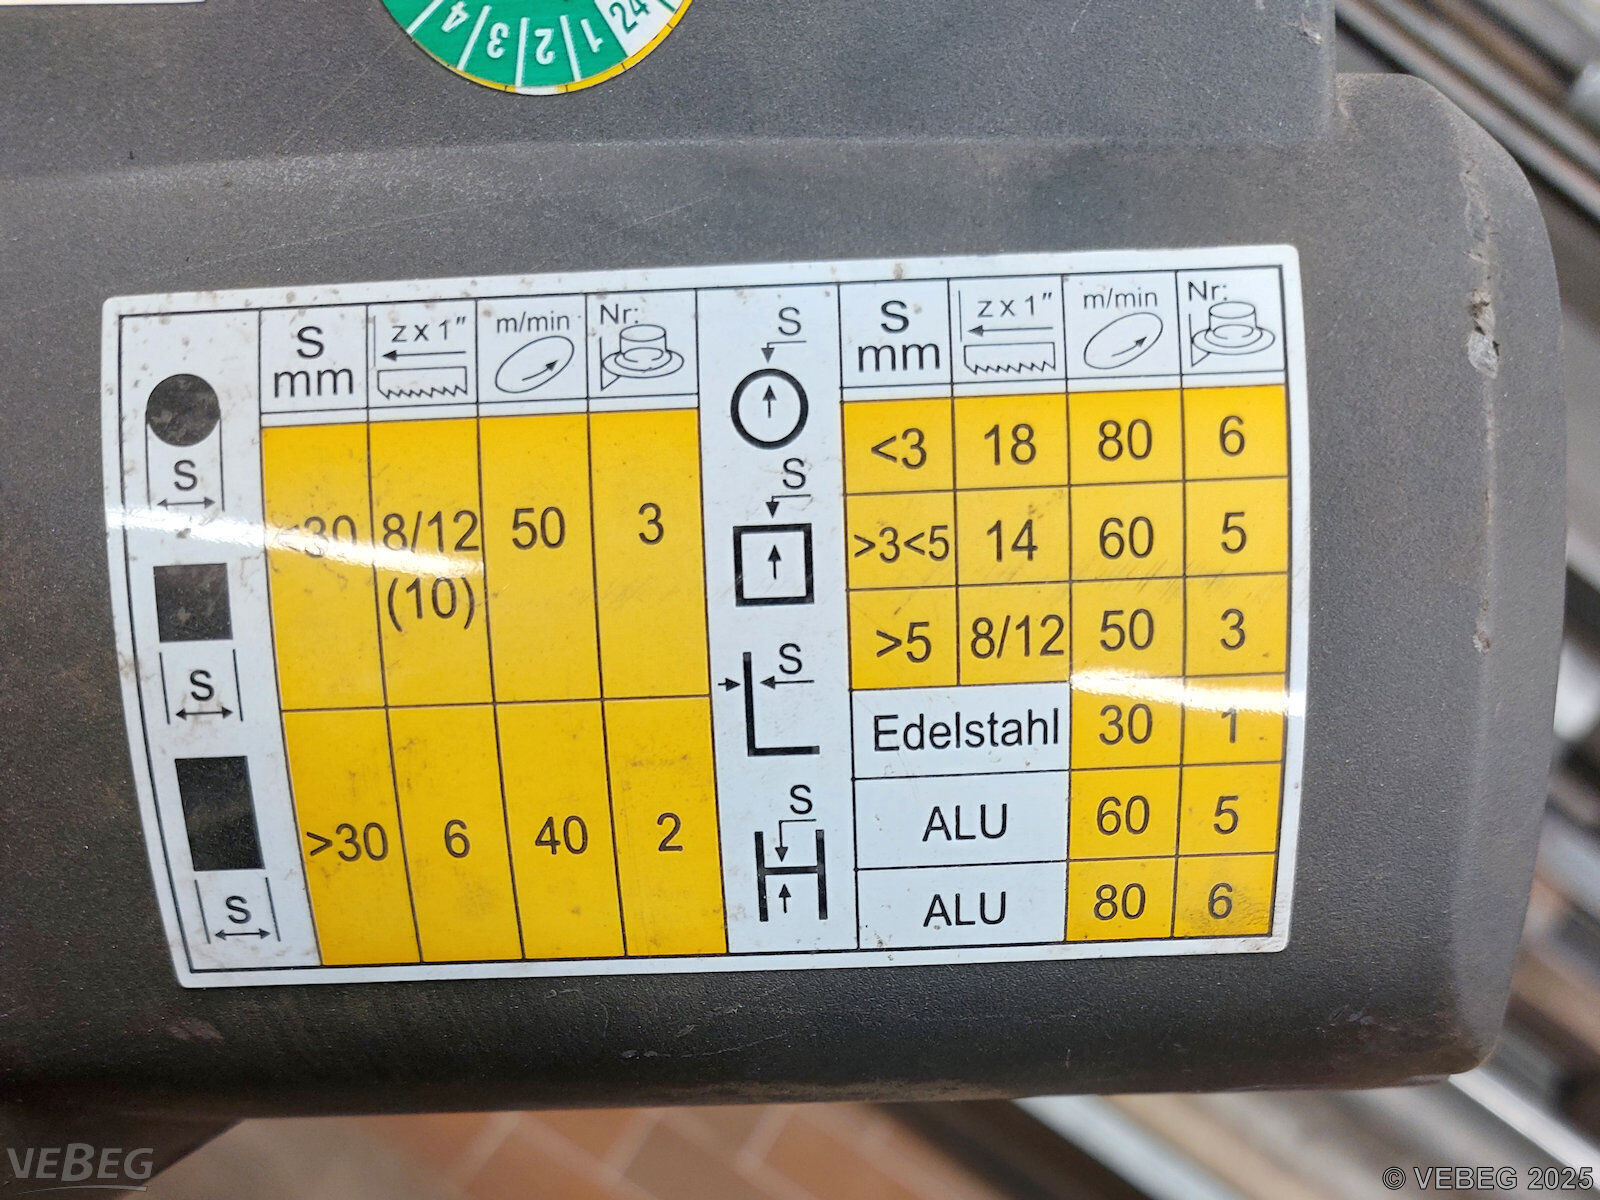 4 3 2 1 24
S mm z x 1" m/min Nr:
<30 8/12 (10) 50 3
>30 6 40 2
S
S
S
S
S
S
S
S mm z x 1" m/min Nr:
<3 18 80 6
>3<5 14 60 5
>5 8/12 50 3
Edelstahl 30 1
ALU 60 5
ALU 80 6
VEBEG
© VEBEG 2025